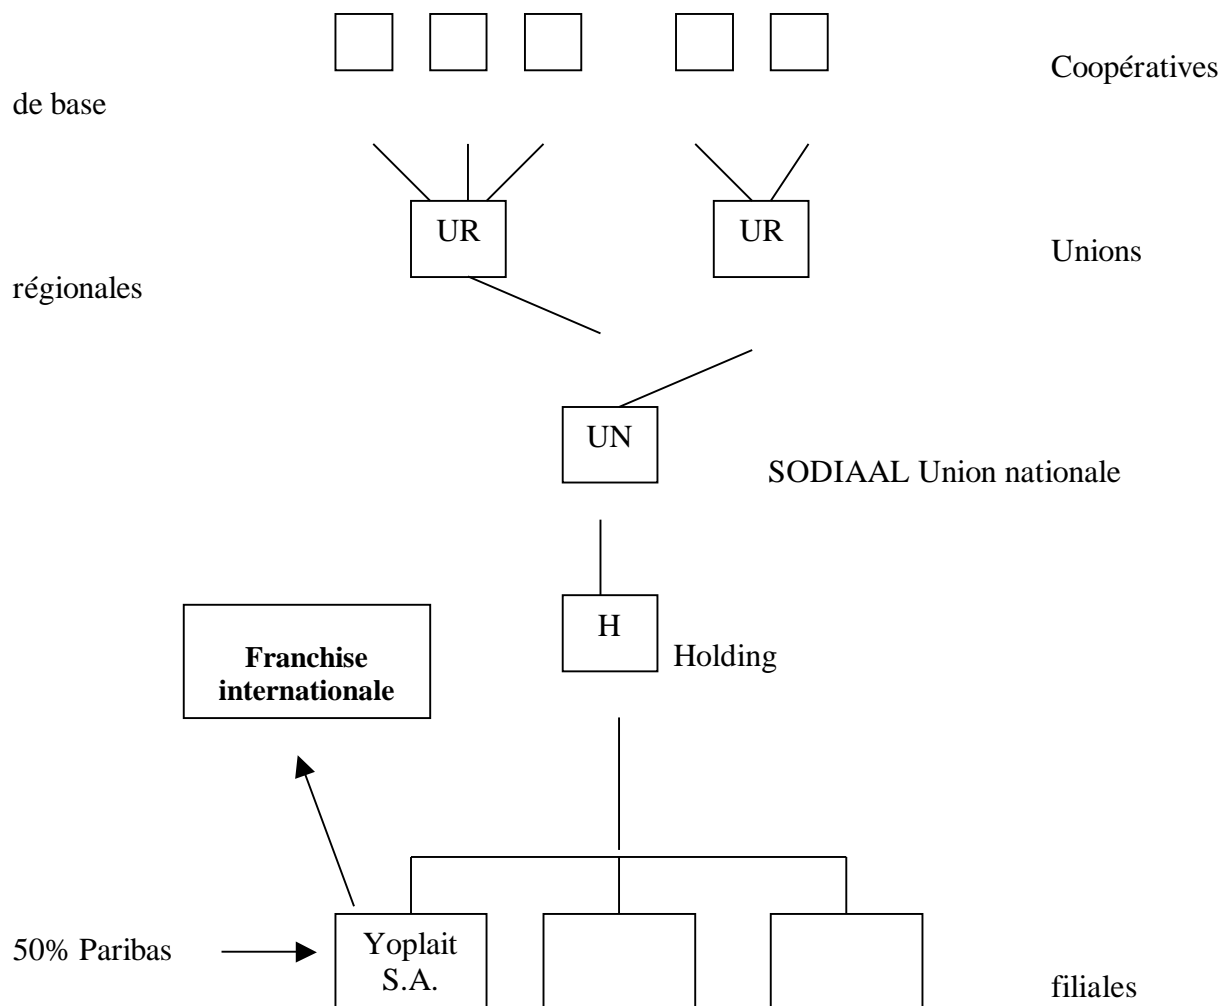 Coopératives
de base
UR
UR
Unions
régionales
UN
SODIAAL Union nationale
H
Holding
Franchise
internationale
50% Paribas
Yoplait
S.A.
filiales